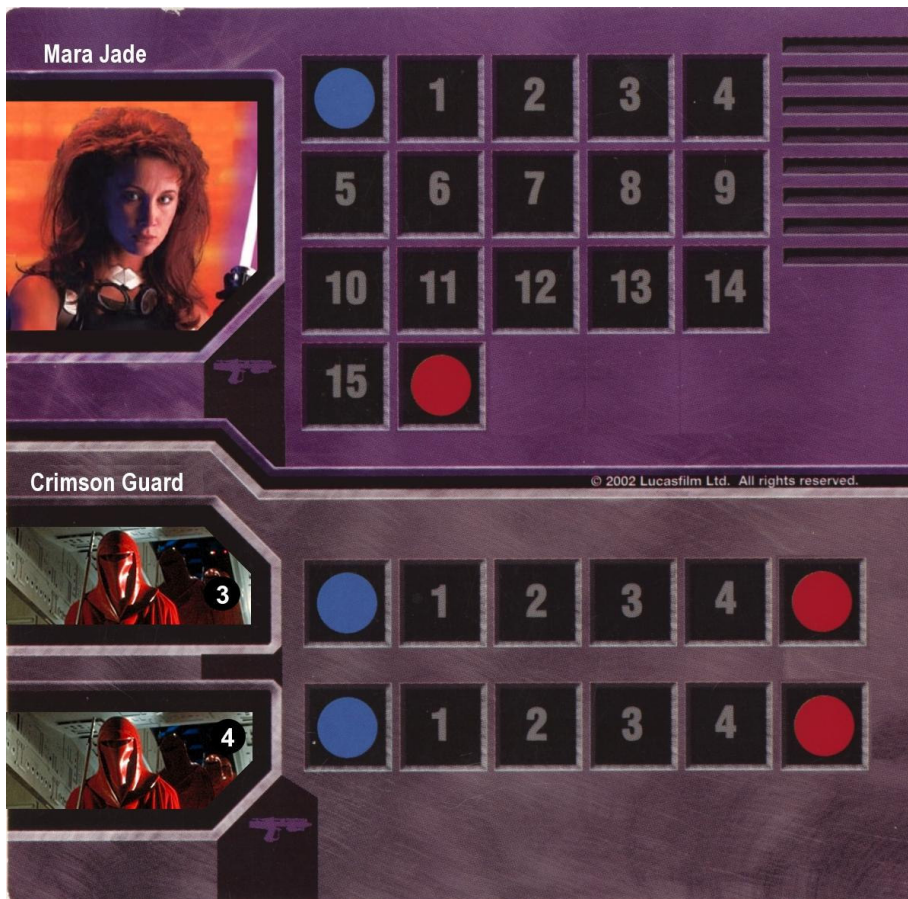 Mara Jade
1 2 3 4
5 6 7 8 9
10 11 12 13 14
15
© 2002 Lucasfilm Ltd. All rights reserved.
Crimson Guard
3
1 2 3 4
4
1 2 3 4